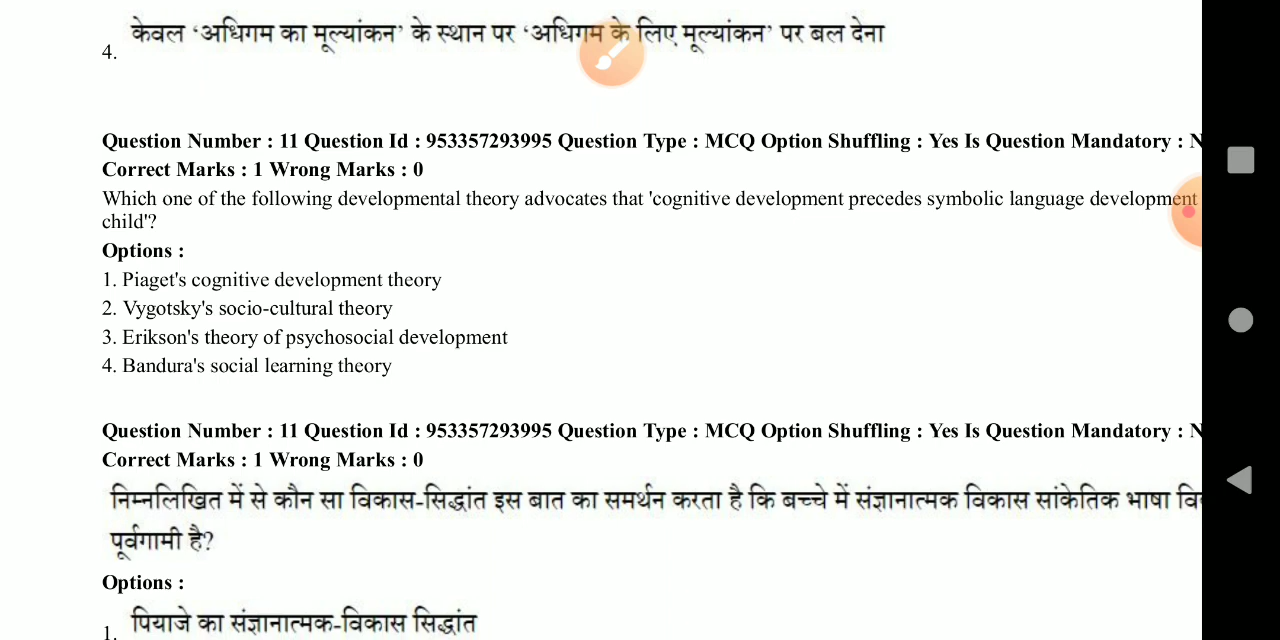 4. केवल ‘अधिगम का मूल्यांकन’ के स्थान पर ‘अधिगम के लिए मूल्यांकन’ पर बल देना
Question Number : 11 Question Id : 953357293995 Question Type : MCQ Option Shuffling : Yes Is Question Mandatory : N
Correct Marks : 1 Wrong Marks : 0
Which one of the following developmental theory advocates that 'cognitive development precedes symbolic language development
child'?
Options :
1. Piaget's cognitive development theory
2. Vygotsky's socio-cultural theory
3. Erikson's theory of psychosocial development
4. Bandura's social learning theory
Question Number : 11 Question Id : 953357293995 Question Type : MCQ Option Shuffling : Yes Is Question Mandatory : N
Correct Marks : 1 Wrong Marks : 0
निम्नलिखित में से कौन सा विकास-सिद्धांत इस बात का समर्थन करता है कि बच्चे में संज्ञानात्मक विकास सांकेतिक भाषा वि
पूर्वगामी है?
Options :
1. पियाजे का संज्ञानात्मक-विकास सिद्धांत